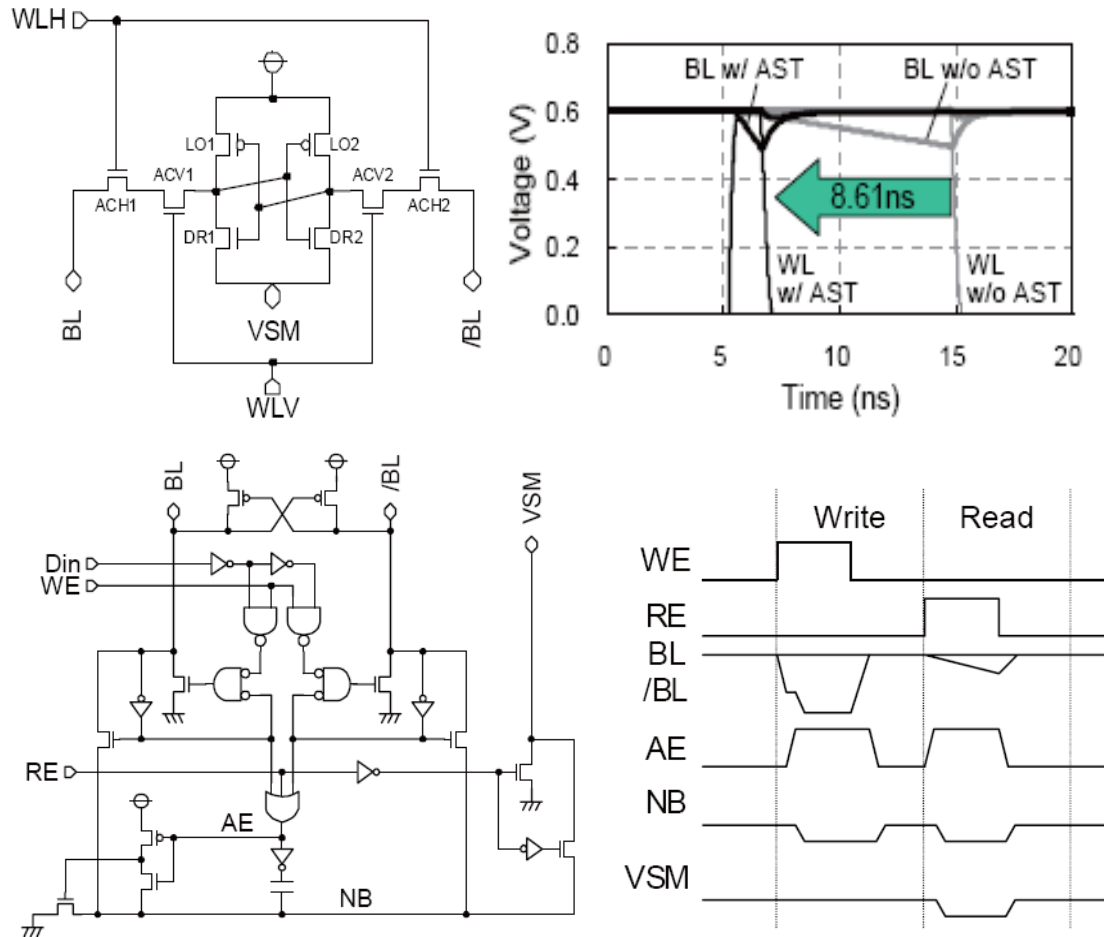 WLH
LO1
LO2
ACV1
ACV2
ACH1
ACH2
DR1
DR2
BL
VSM
/BL
WLV
0.8
0.6
0.4
0.2
0.0
Voltage (V)
BL w/ AST
BL w/o AST
8.61ns
WL
w/ AST
WL
w/o AST
0
5
10
15
20
Time (ns)
BL
/BL
VSM
Din
WE
RE
AE
NB
Write
Read
WE
RE
BL
/BL
AE
NB
VSM